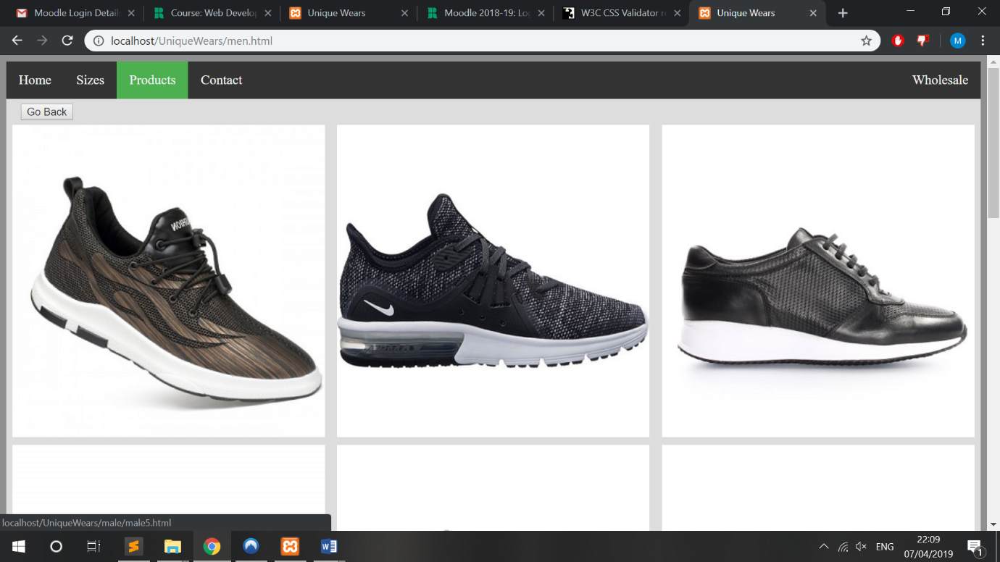 Moodle Login Detail
Course: Web Develop
Unique Wears
Moodle 2018-19: Lo
W3C CSS Validator re
Unique Wears
localhost/UniqueWears/men.html
M
Home Sizes Products Contact Wholesale
Go Back
localhost/UniqueWears/male/male5.html
ENG
22:09
07/04/2019
1